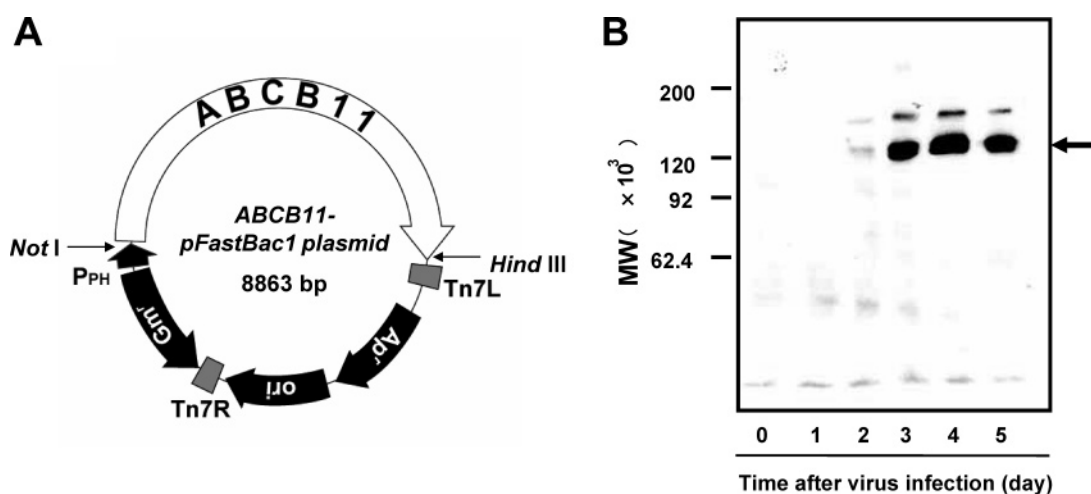 A
ABCB11
ABCB11-
pFastBac1 plasmid
8863 bp
Not I
Hind III
PPH
Tn7L
Gmʳ
Apʳ
Tn7R
ori
B
200
120
92
62.4
MW( ×10³)
0 1 2 3 4 5
Time after virus infection (day)